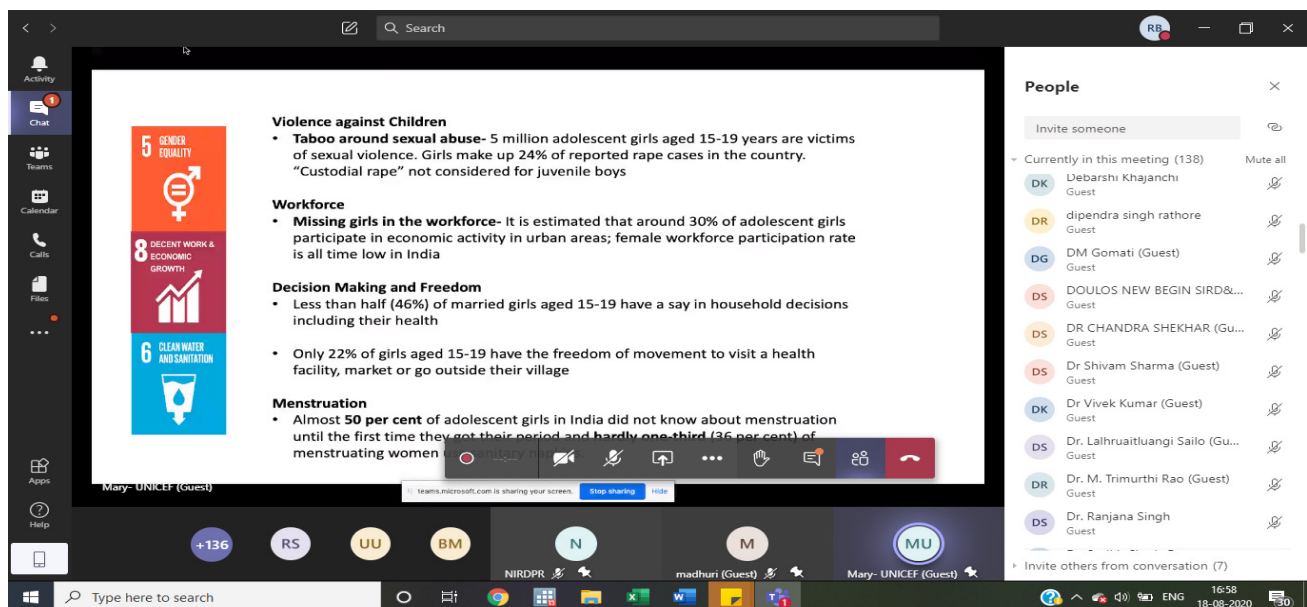 Search
RB
Activity
1
Chat
Teams
Calendar
Calls
Files
Apps
Help
5 GENDER
EQUALITY
8 DECENT WORK &
ECONOMIC
GROWTH
6 CLEAN WATER
AND SANITATION
Violence against Children
• Taboo around sexual abuse- 5 million adolescent girls aged 15-19 years are victims
of sexual violence. Girls make up 24% of reported rape cases in the country.
“Custodial rape” not considered for juvenile boys
Workforce
• Missing girls in the workforce- It is estimated that around 30% of adolescent girls
participate in economic activity in urban areas; female workforce participation rate
is all time low in India
Decision Making and Freedom
• Less than half (46%) of married girls aged 15-19 have a say in household decisions
including their health
• Only 22% of girls aged 15-19 have the freedom of movement to visit a health
facility, market or go outside their village
Menstruation
• Almost 50 per cent of adolescent girls in India did not know about menstruation
until the first time they got their period and hardly one-third (36 per cent) of
menstruating women
Mary- UNICEF (Guest)
teams.microsoft.com is sharing your screen. Stop sharing Hide
+136
RS
UU
BM
N
NIRDPR
M
madhuri (Guest)
MU
Mary- UNICEF (Guest)
People
Invite someone
Currently in this meeting (138) Mute all
DK Debarshi Khajanchi
Guest
DR dipendra singh rathore
Guest
DG DM Gomati (Guest)
Guest
DS DOULOS NEW BEGIN SIRD&...
Guest
DS DR CHANDRA SHEKHAR (Gu...
Guest
DS Dr Shivam Sharma (Guest)
Guest
DK Dr Vivek Kumar (Guest)
Guest
DS Dr. Lalhruaitluangi Sailo (Gu...
Guest
DR Dr. M. Trimurthi Rao (Guest)
Guest
DS Dr. Ranjana Singh
Guest
Invite others from conversation (7)
Type here to search
1
ENG
16:58
18-08-2020
30